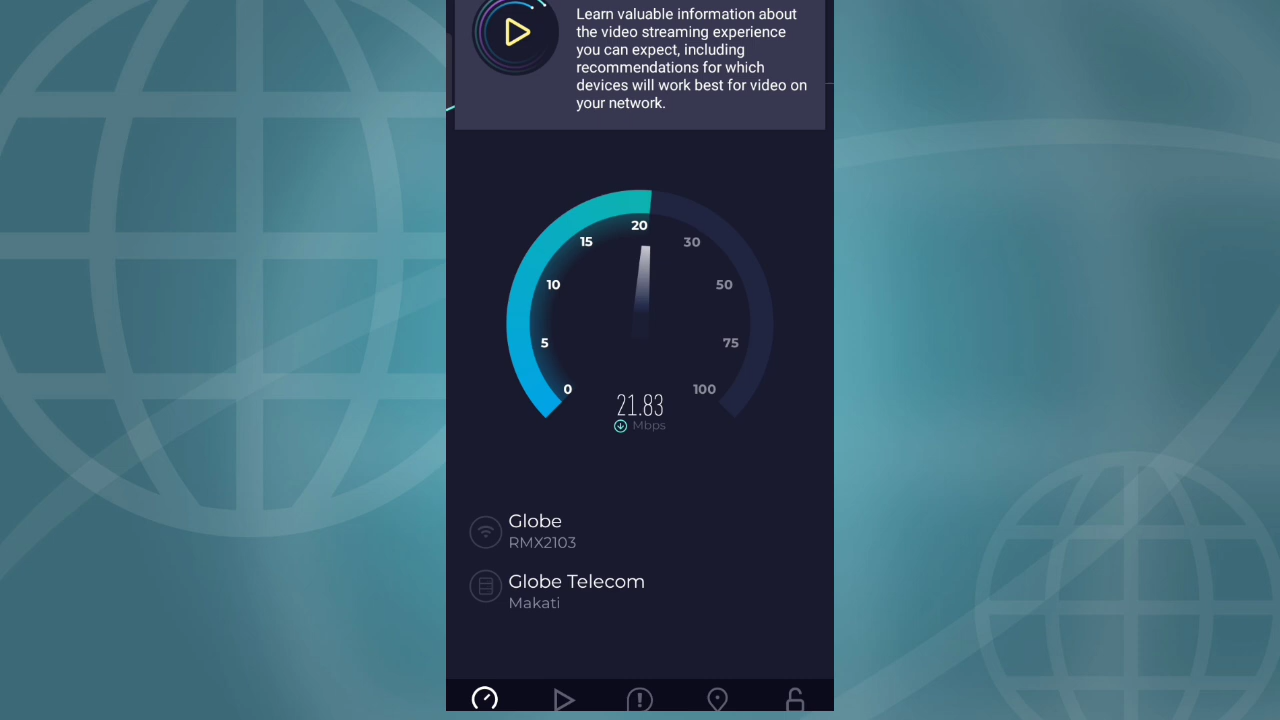 Learn valuable information about
the video streaming experience
you can expect, including
recommendations for which
devices will work best for video on
your network.
20
15
30
10
50
5
75
0
100
21.83
Mbps
Globe
RMX2103
Globe Telecom
Makati